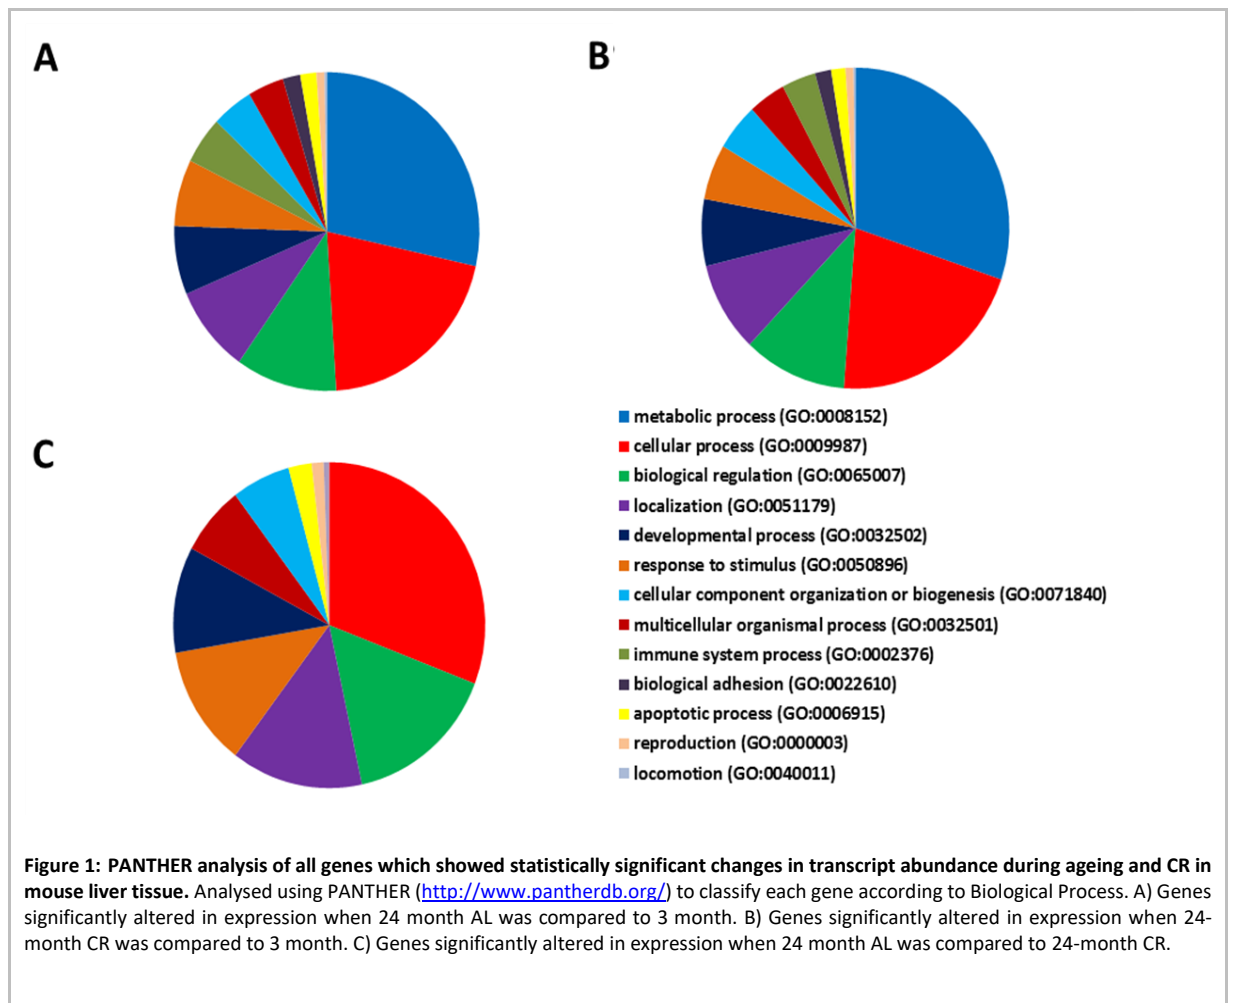 A
B
C
metabolic process (GO:0008152)
cellular process (GO:0009987)
biological regulation (GO:0065007)
localization (GO:0051179)
developmental process (GO:0032502)
response to stimulus (GO:0050896)
cellular component organization or biogenesis (GO:0071840)
multicellular organismal process (GO:0032501)
immune system process (GO:0002376)
biological adhesion (GO:0022610)
apoptotic process (GO:0006915)
reproduction (GO:0000003)
locomotion (GO:0040011)
Figure 1: PANTHER analysis of all genes which showed statistically significant changes in transcript abundance during ageing and CR in
mouse liver tissue. Analysed using PANTHER (http://www.pantherdb.org/) to classify each gene according to Biological Process. A) Genes
significantly altered in expression when 24 month AL was compared to 3 month. B) Genes significantly altered in expression when 24-
month CR was compared to 3 month. C) Genes significantly altered in expression when 24 month AL was compared to 24-month CR.